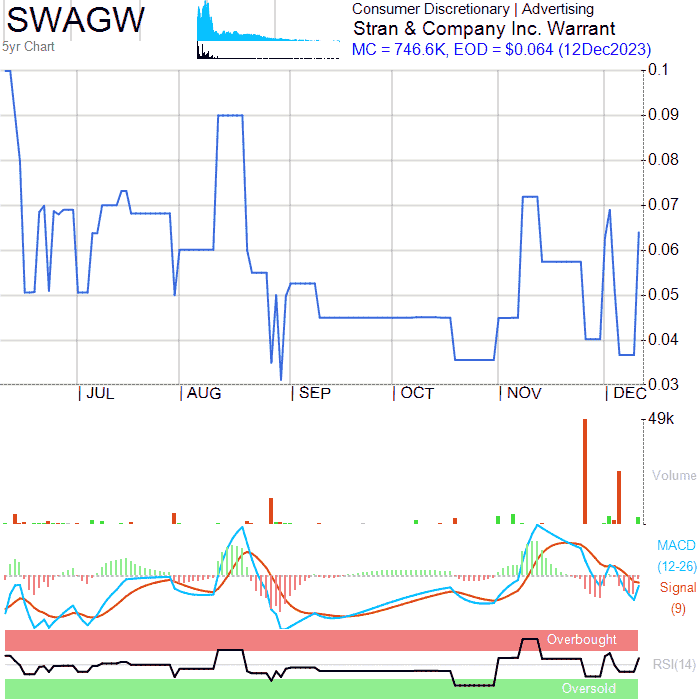 SWAGW
5yr Chart
Consumer Discretionary | Advertising
Stran & Company Inc. Warrant
MC = 746.6K, EOD = $0.064 (12Dec2023)
0.1
0.09
0.08
0.07
0.06
0.05
0.04
0.03
| JUL | AUG | SEP | OCT | NOV | DEC
49k
Volume
MACD
(12-26)
Signal
(9)
Overbought
RSI(14)
Oversold